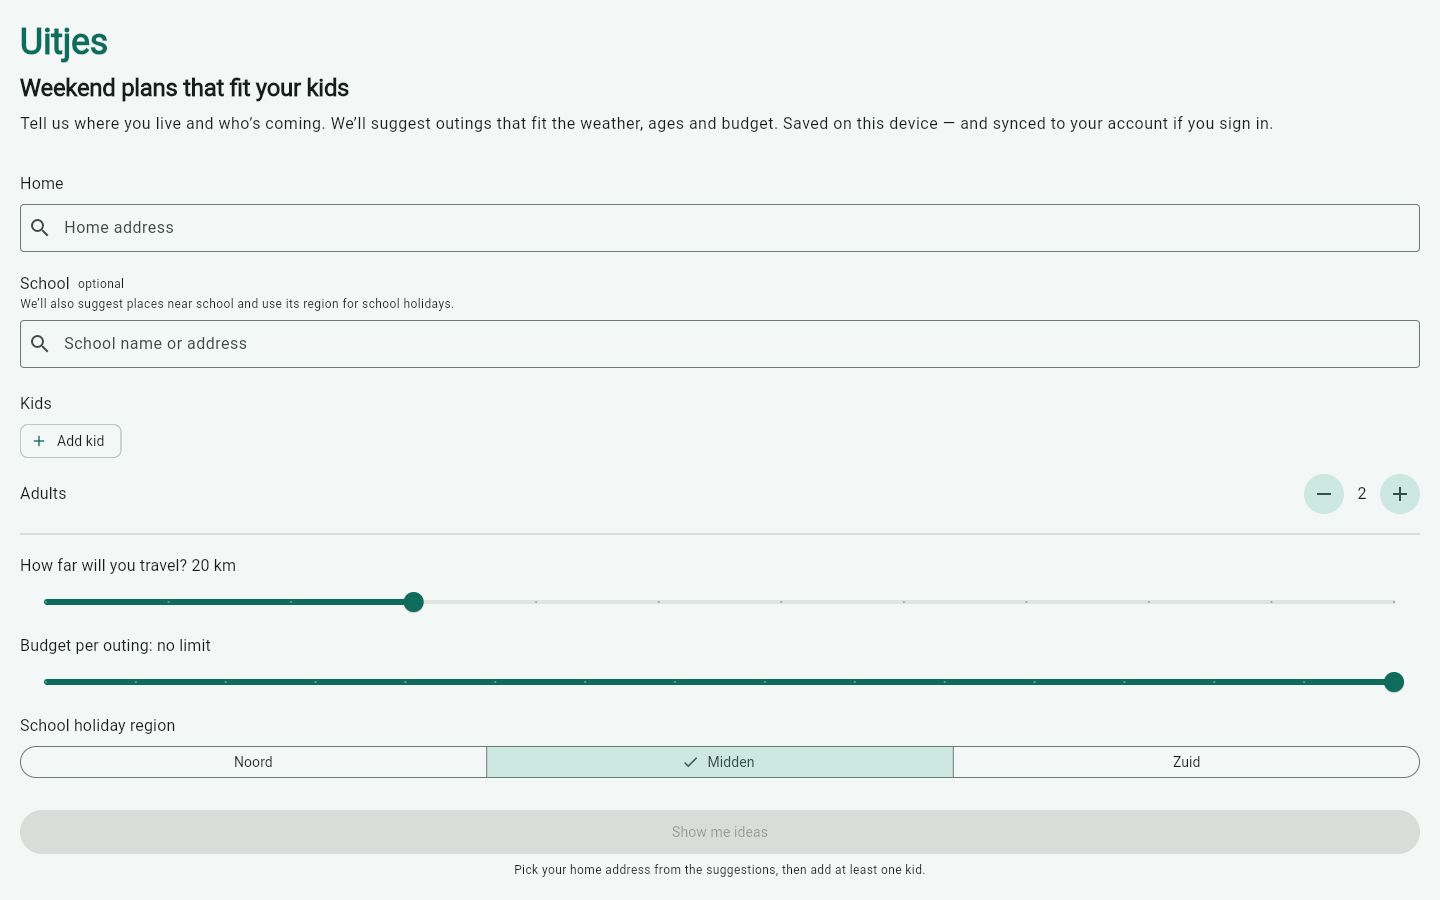 Uitjes
Weekend plans that fit your kids
Tell us where you live and who’s coming. We’ll suggest outings that fit the weather, ages and budget. Saved on this device — and synced to your account if you sign in.
Home
Home address
School optional
We’ll also suggest places near school and use its region for school holidays.
School name or address
Kids
Add kid
Adults
2
How far will you travel? 20 km
Budget per outing: no limit
School holiday region
Noord
Midden
Zuid
Show me ideas
Pick your home address from the suggestions, then add at least one kid.